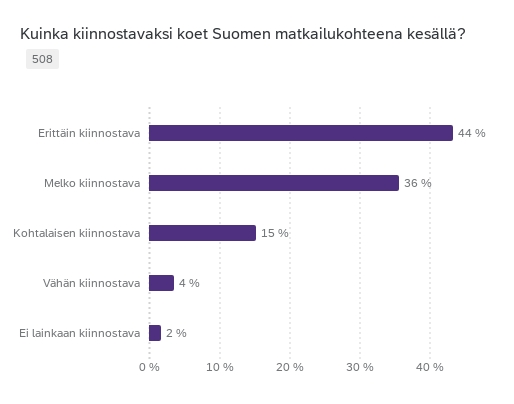 Kuinka kiinnostavaksi koet Suomen matkailukohteena kesällä?
508
Erittäin kiinnostava 44 %
Melko kiinnostava 36 %
Kohtalaisen kiinnostava 15 %
Vähän kiinnostava 4 %
Ei lainkaan kiinnostava 2 %
0 % 10 % 20 % 30 % 40 %